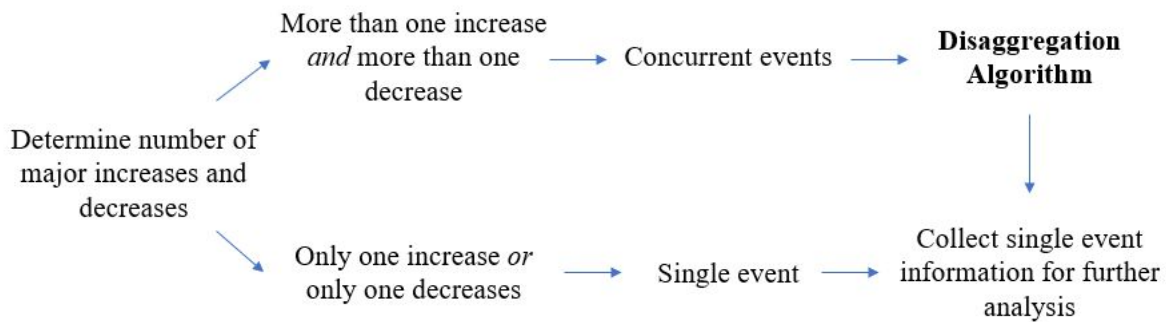 More than one increase
and more than one
decrease
Concurrent events
Disaggregation
Algorithm
Determine number of
major increases and
decreases
Only one increase or
only one decreases
Single event
Collect single event
information for further
analysis